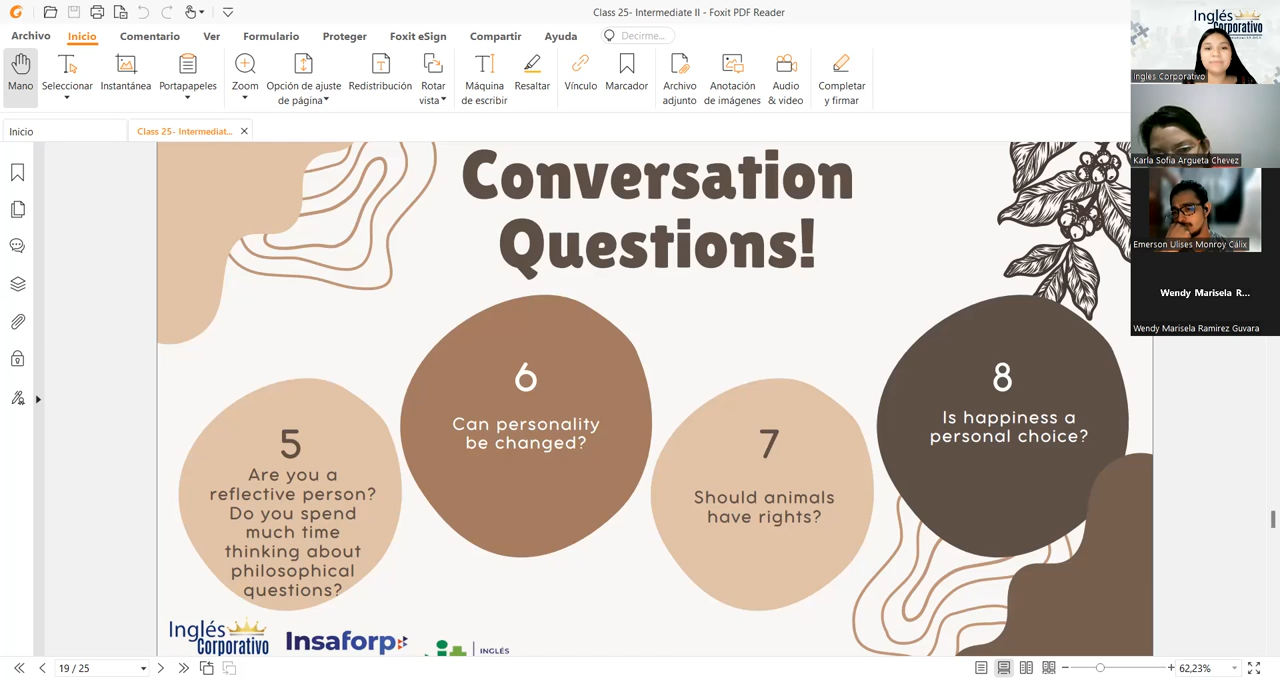 Class 25- Intermediate II - Foxit PDF Reader
Archivo Inicio Comentario Ver Formulario Proteger Foxit eSign Compartir Ayuda Decirme...
Mano Seleccionar Instantánea Portapapeles Zoom Opción de ajuste de página Redistribución Rotar vista Máquina de escribir Resaltar Vínculo Marcador Archivo adjunto Anotación de imágenes Audio & video Completar y firmar
Inicio
Class 25- Intermediat...
Conversation
Questions!
5
Are you a
reflective person?
Do you spend
much time
thinking about
philosophical
questions?
6
Can personality
be changed?
7
Should animals
have rights?
8
Is happiness a
personal choice?
Inglés
Corporativo
Insaforp
INGLÉS
Inglés
Corporativo
Ingles Corporativo
Karla Sofia Argueta Chevez
Emerson Ulises Monroy Cálix
Wendy Marisela R...
Wendy Marisela Ramirez Guvara
19 / 25
62,23%